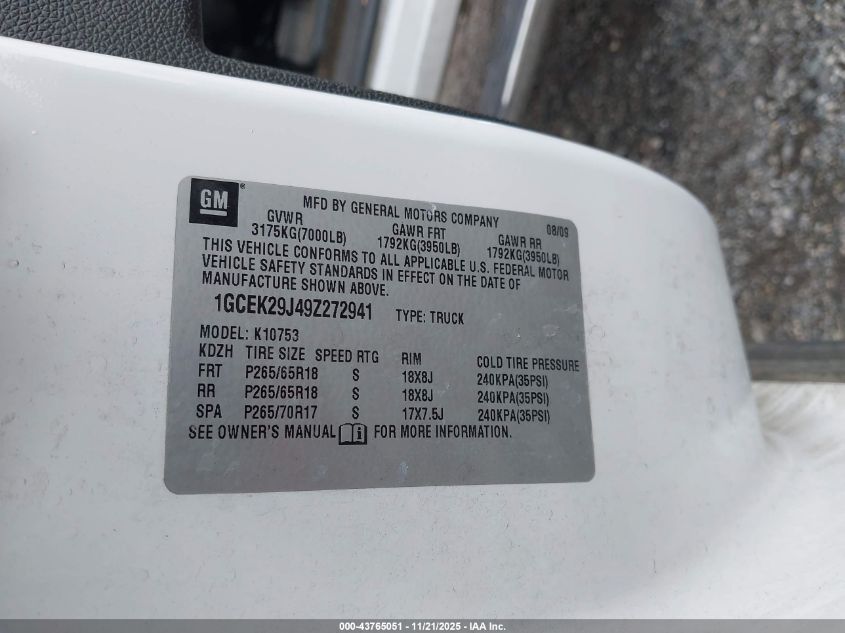 GM
MFD BY GENERAL MOTORS COMPANY 08/09
GVWR GAWR FRT GAWR RR
3175KG(7000LB) 1792KG(3950LB) 1792KG(3950LB)
THIS VEHICLE CONFORMS TO ALL APPLICABLE U.S. FEDERAL MOTOR
VEHICLE SAFETY STANDARDS IN EFFECT ON THE DATE OF
MANUFACTURE SHOWN ABOVE.
1GCEK29J49Z272941 TYPE: TRUCK
MODEL: K10753
KDZH TIRE SIZE SPEED RTG RIM COLD TIRE PRESSURE
FRT P265/65R18 S 18X8J 240KPA(35PSI)
RR P265/65R18 S 18X8J 240KPA(35PSI)
SPA P265/70R17 S 17X7.5J 240KPA(35PSI)
SEE OWNER'S MANUAL i FOR MORE INFORMATION.
000-43765051 - 11/21/2025 - IAA Inc.